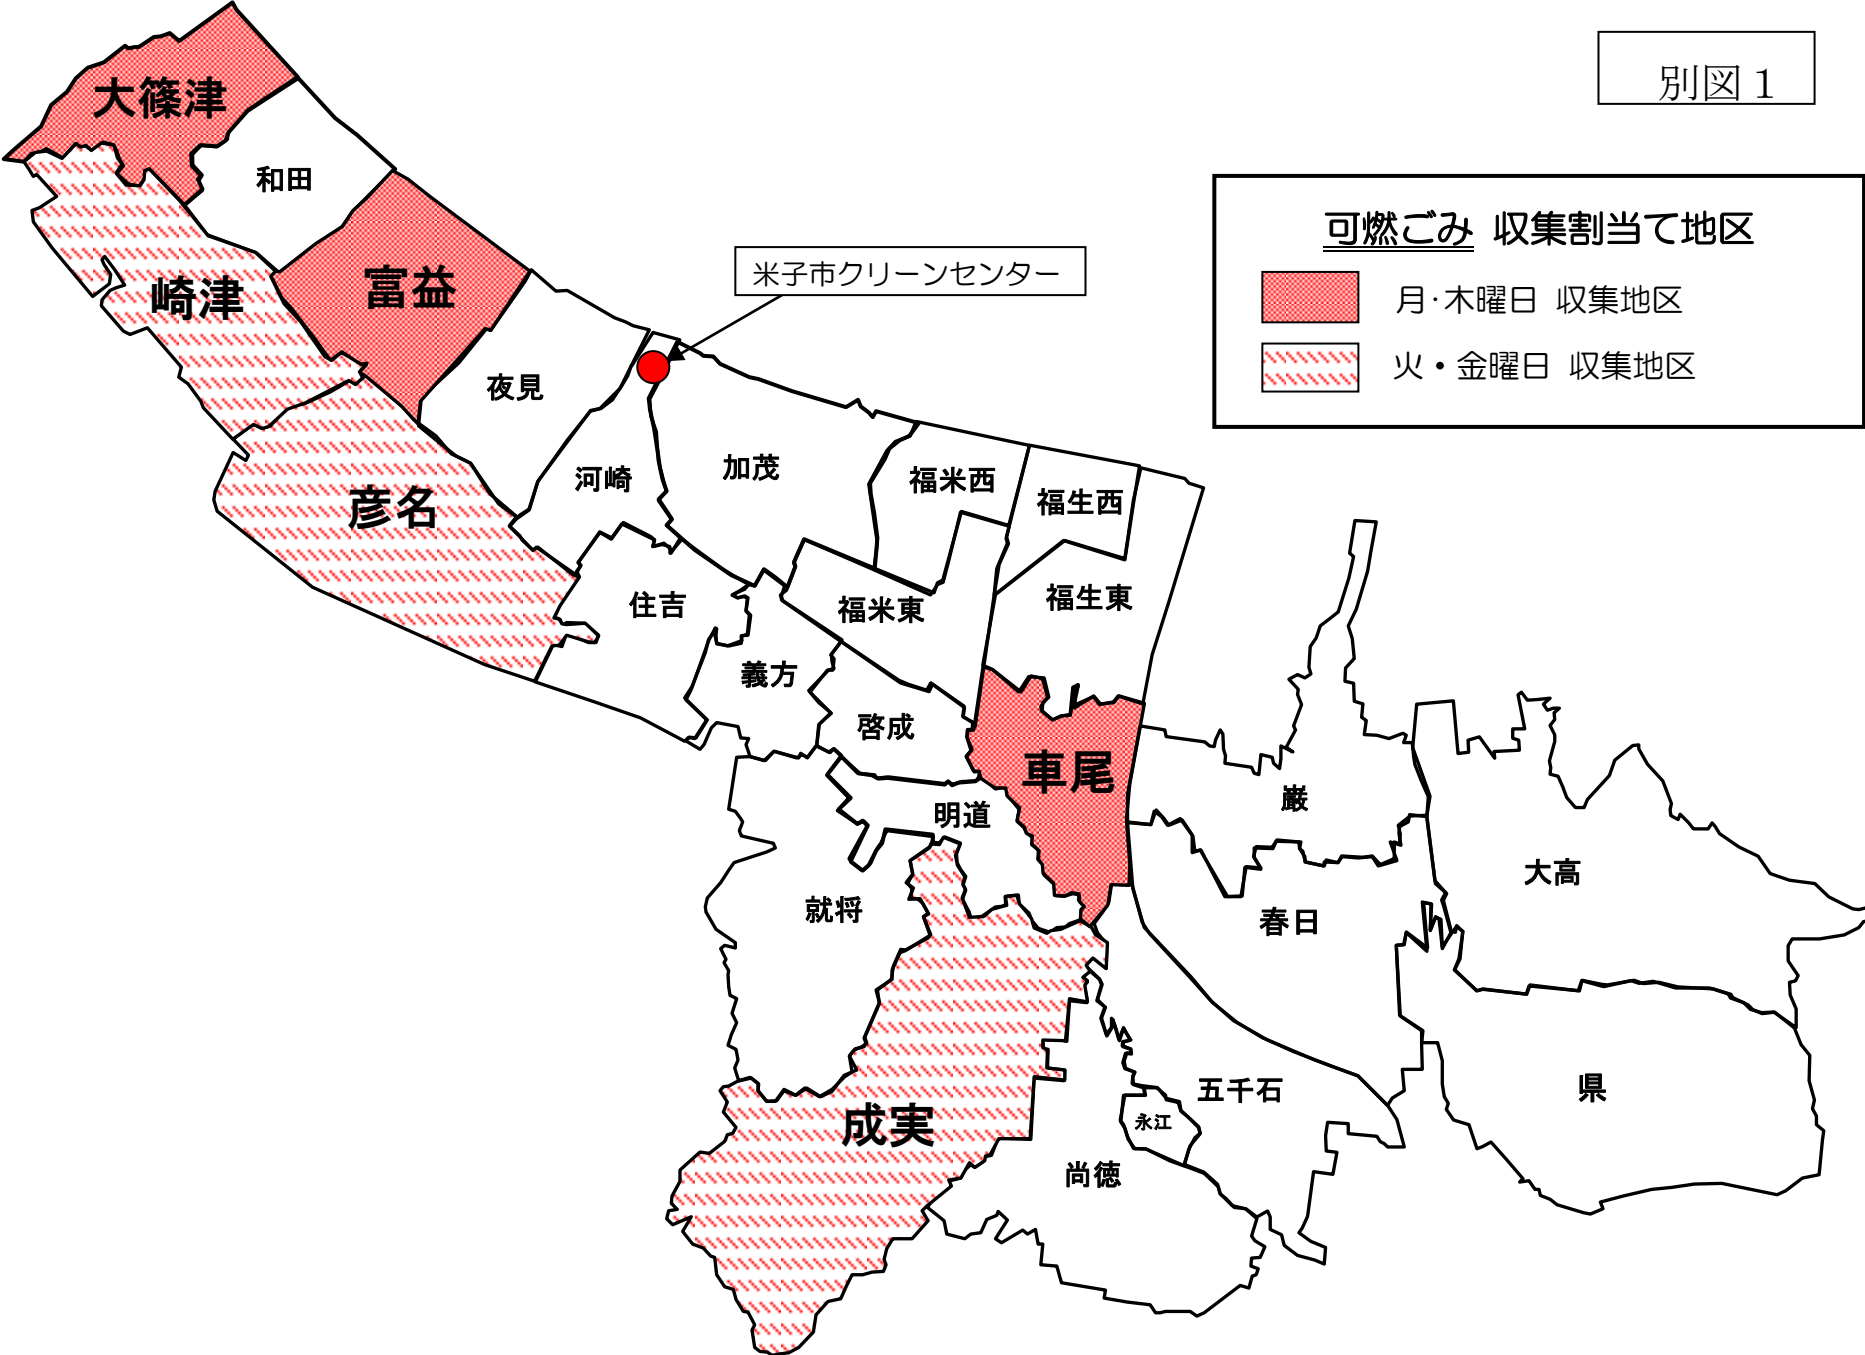 別図１
可燃ごみ 収集割当て地区
月・木曜日 収集地区
火・金曜日 収集地区
米子市クリーンセンター
大篠津
和田
崎津
富益
夜見
彦名
河崎
加茂
福米西
福生西
住吉
福米東
福生東
義方
啓成
車尾
明道
巌
大高
就将
春日
県
五千石
永江
成実
尚徳